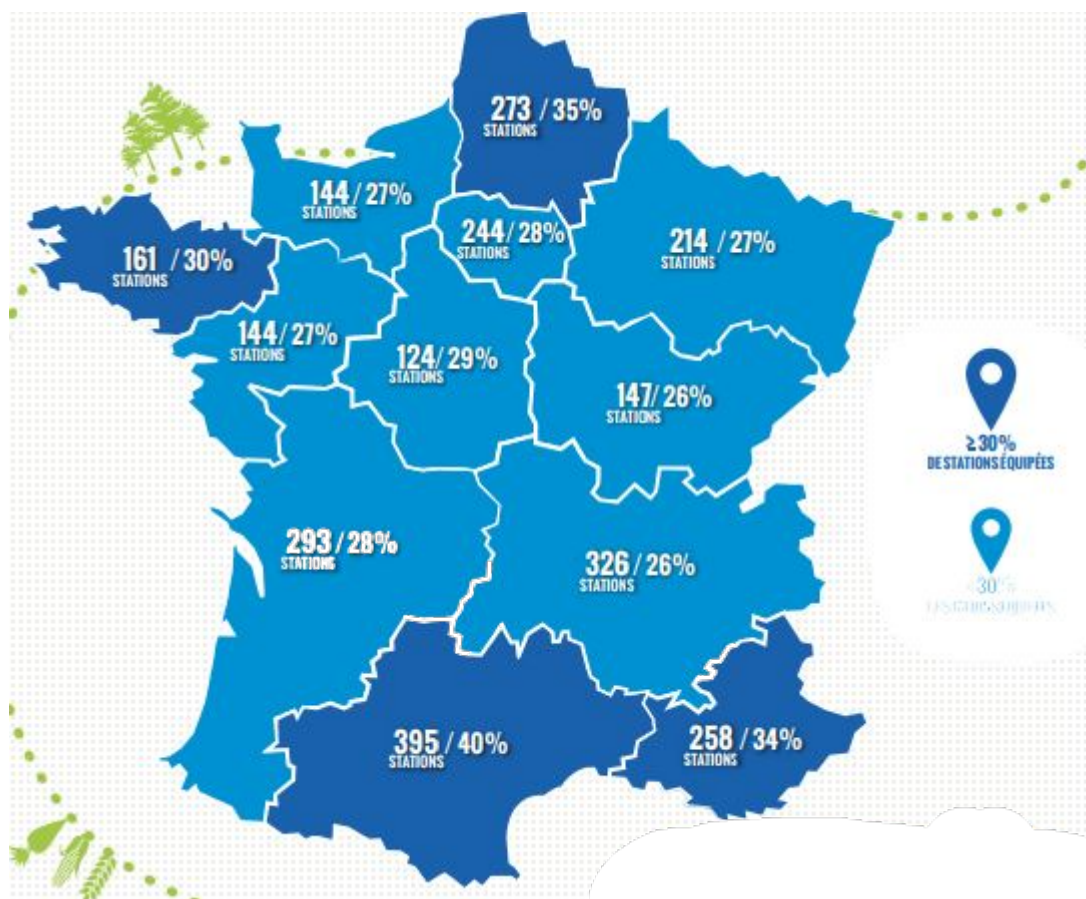 273 / 35%
STATIONS
144 / 27%
STATIONS
244 / 28%
STATIONS
214 / 27%
STATIONS
161 / 30%
STATIONS
144 / 27%
STATIONS
124 / 29%
STATIONS
147 / 26%
STATIONS
≥30%
DE STATIONS ÉQUIPÉES
293 / 28%
STATIONS
326 / 26%
STATIONS
30%
395 / 40%
STATIONS
258 / 34%
STATIONS